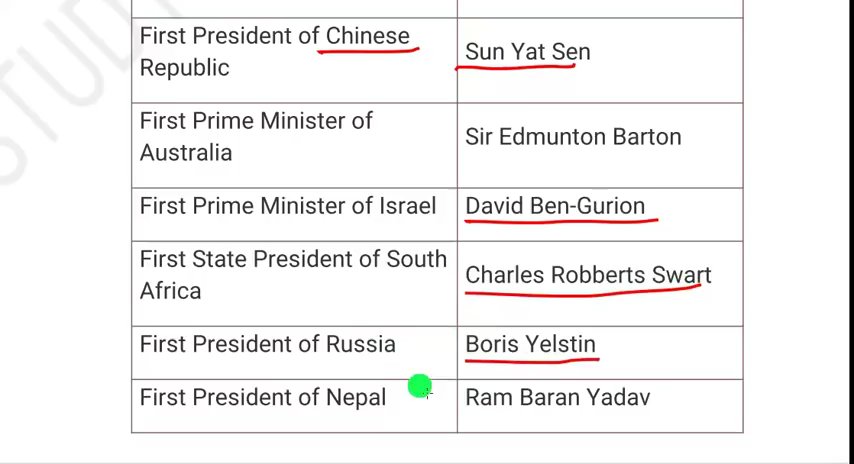 STUD
First President of Chinese
Republic
Sun Yat Sen
First Prime Minister of
Australia
Sir Edmunton Barton
First Prime Minister of Israel
David Ben-Gurion
First State President of South
Africa
Charles Robberts Swart
First President of Russia
Boris Yelstin
First President of Nepal
Ram Baran Yadav